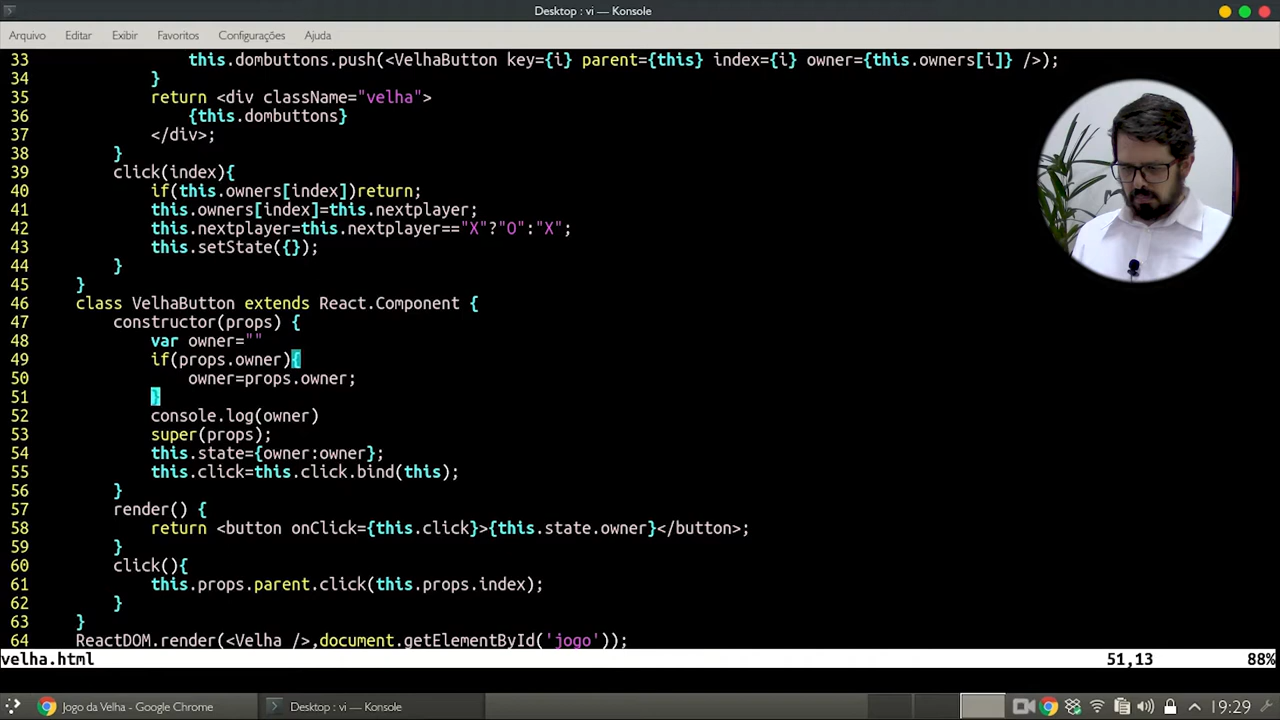 Desktop : vi — Konsole
Arquivo Editar Exibir Favoritos Configurações Ajuda
33 this.dombuttons.push(<VelhaButton key={i} parent={this} index={i} owner={this.owners[i]} />);
34 }
35 return <div className="velha">
36 {this.dombuttons}
37 </div>;
38 }
39 click(index){
40 if(this.owners[index])return;
41 this.owners[index]=this.nextplayer;
42 this.nextplayer=this.nextplayer=="X"?"O":"X";
43 this.setState({});
44 }
45 }
46 class VelhaButton extends React.Component {
47 constructor(props) {
48 var owner=""
49 if(props.owner){
50 owner=props.owner;
51 }
52 console.log(owner)
53 super(props);
54 this.state={owner:owner};
55 this.click=this.click.bind(this);
56 }
57 render() {
58 return <button onClick={this.click}>{this.state.owner}</button>;
59 }
60 click(){
61 this.props.parent.click(this.props.index);
62 }
63 }
64 ReactDOM.render(<Velha />,document.getElementById('jogo'));
velha.html 51,13 88%
Jogo da Velha - Google Chrome Desktop : vi — Konsole 19:29